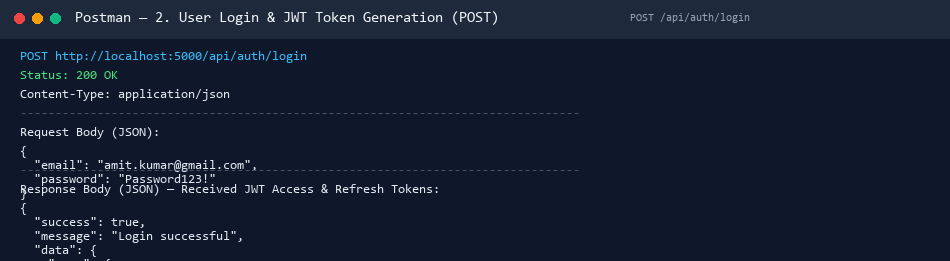 Postman — 2. User Login & JWT Token Generation (POST)
POST /api/auth/login
POST http://localhost:5000/api/auth/login
Status: 200 OK
Content-Type: application/json
--------------------------------------------------------------------------------
Request Body (JSON):
{
  "email": "amit.kumar@gmail.com",
--------------------------------------------------------------------------------
  "password": "Password123!"
Response Body (JSON) — Received JWT Access & Refresh Tokens:
}
{
  "success": true,
  "message": "Login successful",
  "data": {